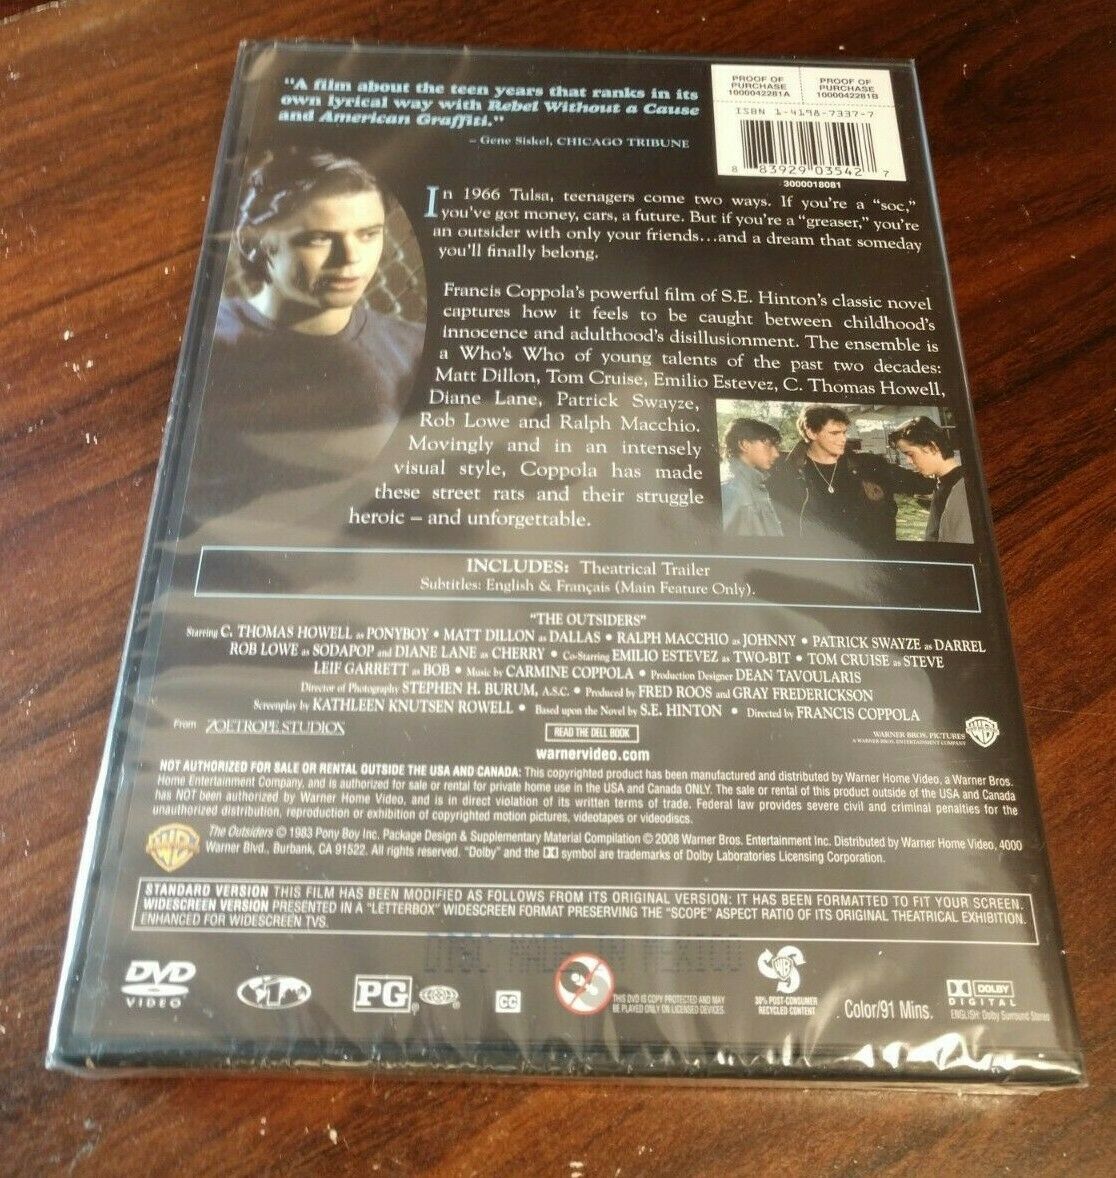 "A film about the teen years that ranks in its
own lyrical way with Rebel Without a Cause
and American Graffiti."
– Gene Siskel, CHICAGO TRIBUNE
PROOF OF PURCHASE 1000042281A
PROOF OF PURCHASE 1000042281B
ISBN 1-4198-7337-7
8 83929 03542 7
3000018081
In 1966 Tulsa, teenagers come two ways. If you're a "soc,"
you've got money, cars, a future. But if you're a "greaser," you're
an outsider with only your friends...and a dream that someday
you'll finally belong.
Francis Coppola's powerful film of S.E. Hinton's classic novel
captures how it feels to be caught between childhood's
innocence and adulthood's disillusionment. The ensemble is
a Who's Who of young talents of the past two decades:
Matt Dillon, Tom Cruise, Emilio Estevez, C. Thomas Howell,
Diane Lane, Patrick Swayze,
Rob Lowe and Ralph Macchio.
Movingly and in an intensely
visual style, Coppola has made
these street rats and their struggle
heroic – and unforgettable.
INCLUDES: Theatrical Trailer
Subtitles: English & Français (Main Feature Only).
"THE OUTSIDERS"
Starring C. THOMAS HOWELL as PONYBOY • MATT DILLON as DALLAS • RALPH MACCHIO as JOHNNY • PATRICK SWAYZE as DARREL
ROB LOWE as SODAPOP and DIANE LANE as CHERRY • Co-Starring EMILIO ESTEVEZ as TWO-BIT • TOM CRUISE as STEVE
LEIF GARRETT as BOB • Music by CARMINE COPPOLA • Production Designer DEAN TAVOULARIS
Director of Photography STEPHEN H. BURUM, A.S.C. • Produced by FRED ROOS and GRAY FREDERICKSON
Screenplay by KATHLEEN KNUTSEN ROWELL • Based upon the Novel by S.E. HINTON • Directed by FRANCIS COPPOLA
From ZOETROPE STUDIOS
READ THE DELL BOOK
WARNER BROS. PICTURES
A WARNER BROS. ENTERTAINMENT COMPANY
warnervideo.com
NOT AUTHORIZED FOR SALE OR RENTAL OUTSIDE THE USA AND CANADA: This copyrighted product has been manufactured and distributed by Warner Home Video, a Warner Bros.
Home Entertainment Company, and is authorized for sale or rental for private home use in the USA and Canada ONLY. The sale or rental of this product outside of the USA and Canada
has NOT been authorized by Warner Home Video, and is in direct violation of its written terms of trade. Federal law provides severe civil and criminal penalties for the
unauthorized distribution, reproduction or exhibition of copyrighted motion pictures, videotapes or videodiscs.
The Outsiders © 1983 Pony Boy Inc. Package Design & Supplementary Material Compilation © 2008 Warner Bros. Entertainment Inc. Distributed by Warner Home Video, 4000
Warner Blvd., Burbank, CA 91522. All rights reserved. "Dolby" and the DD symbol are trademarks of Dolby Laboratories Licensing Corporation.
STANDARD VERSION THIS FILM HAS BEEN MODIFIED AS FOLLOWS FROM ITS ORIGINAL VERSION: IT HAS BEEN FORMATTED TO FIT YOUR SCREEN.
WIDESCREEN VERSION PRESENTED IN A "LETTERBOX" WIDESCREEN FORMAT PRESERVING THE "SCOPE" ASPECT RATIO OF ITS ORIGINAL THEATRICAL EXHIBITION.
ENHANCED FOR WIDESCREEN TVS.
DISC MADE IN MEXICO
DVD VIDEO
1
PG
CC
THIS DVD IS COPY PROTECTED AND MAY
BE PLAYED ONLY ON LICENSED DEVICES.
30% POST-CONSUMER
RECYCLED CONTENT
Color/91 Mins.
DOLBY DIGITAL
ENGLISH: Dolby Surround Stereo